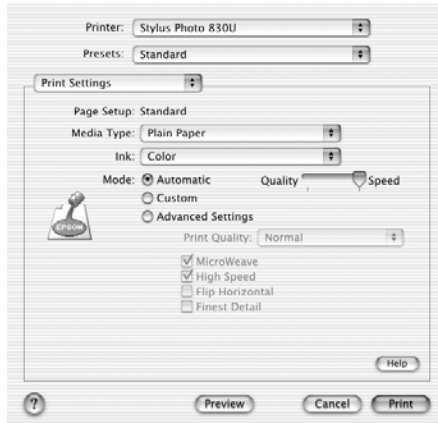 Printer: Stylus Photo 830U
Presets: Standard
Print Settings
Page Setup: Standard
Media Type: Plain Paper
Ink: Color
Mode: Automatic Quality Speed
Custom
Advanced Settings
Print Quality: Normal
MicroWeave
High Speed
Flip Horizontal
Finest Detail
EPSON
Help
? Preview Cancel Print